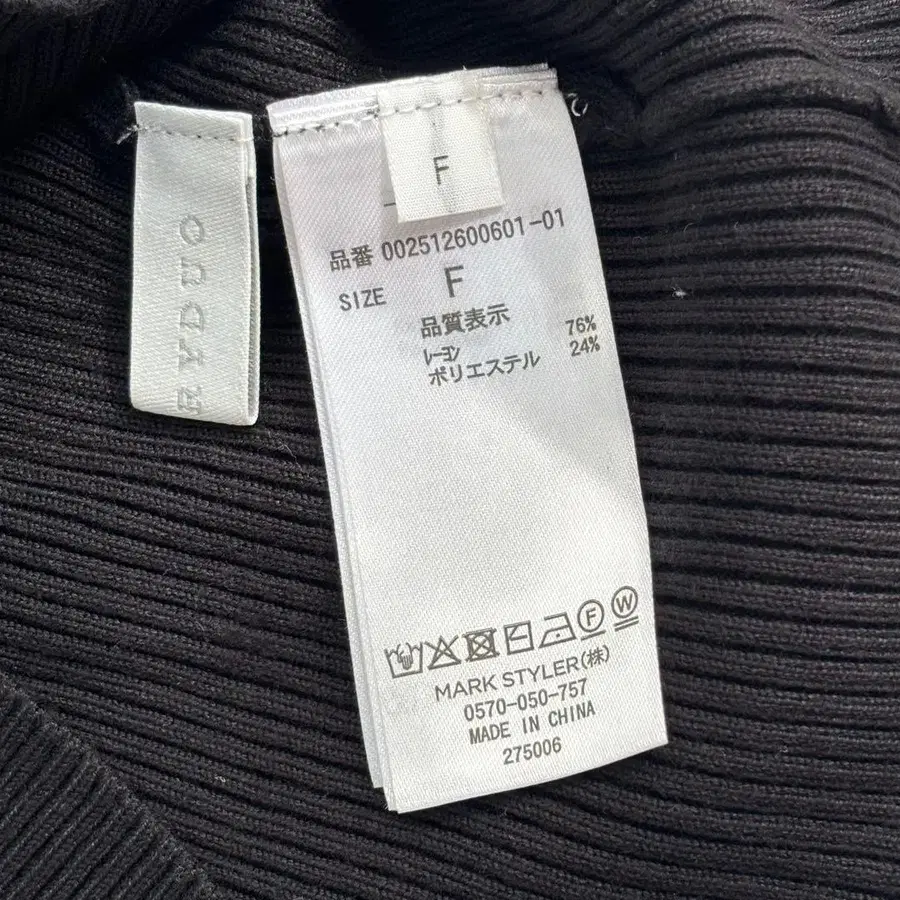 F
品番 002512600601-01
SIZE F
品質表示
レーヨン 76%
ポリエステル 24%
F W
MARK STYLER(株)
0570-050-757
MADE IN CHINA
275006